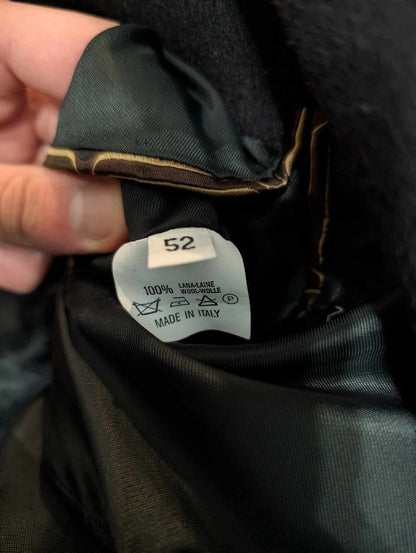 52
100% LANA-LAINE
WOOL-WOLLE
P
MADE IN ITALY